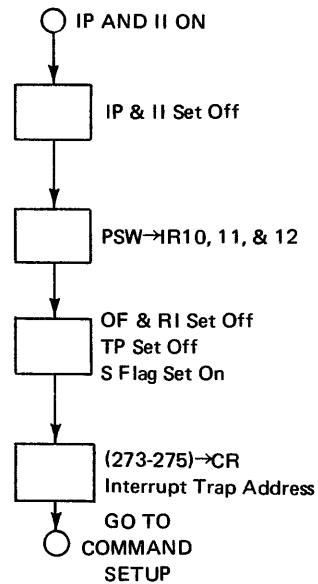 IP AND II ON
IP & II Set Off
PSW→IR10, 11, & 12
OF & RI Set Off
TP Set Off
S Flag Set On
(273-275)→CR
Interrupt Trap Address
GO TO
COMMAND
SETUP